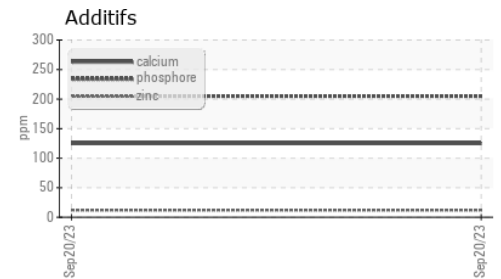 Additifs
300
250
200
150
100
50
0
ppm
calcium
phosphore
zinc
Sep20/23
Sep20/23